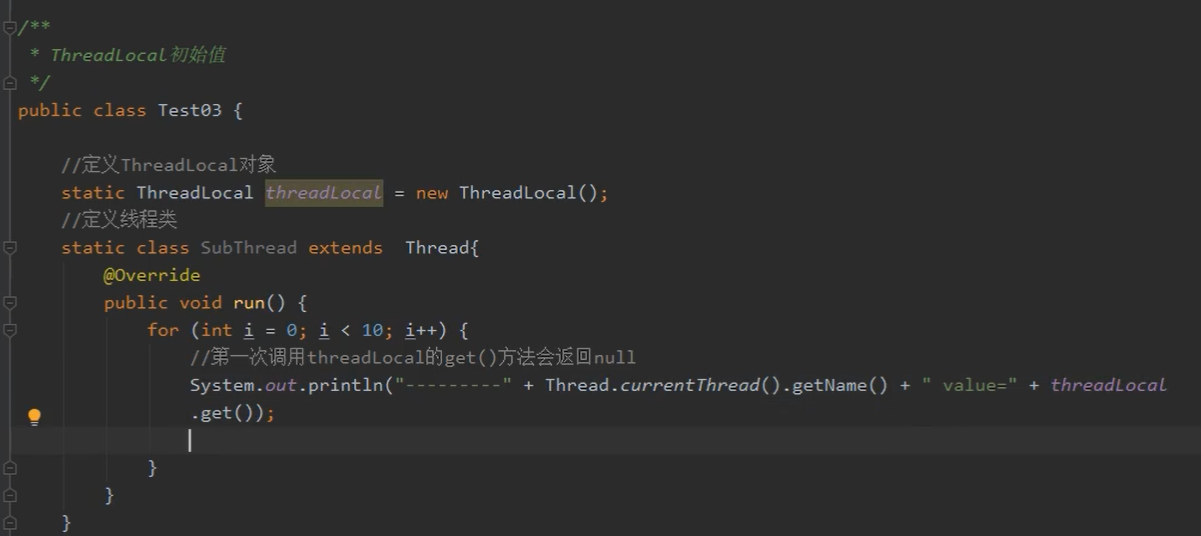 /**
 * ThreadLocal初始值
 */
public class Test03 {
    //定义ThreadLocal对象
    static ThreadLocal threadLocal = new ThreadLocal();
    //定义线程类
    static class SubThread extends  Thread{
        @Override
        public void run() {
            for (int i = 0; i < 10; i++) {
                //第一次调用threadLocal的get()方法会返回null
                System.out.println("---------" + Thread.currentThread().getName() + " value=" + threadLocal
                .get());
            }
        }
    }